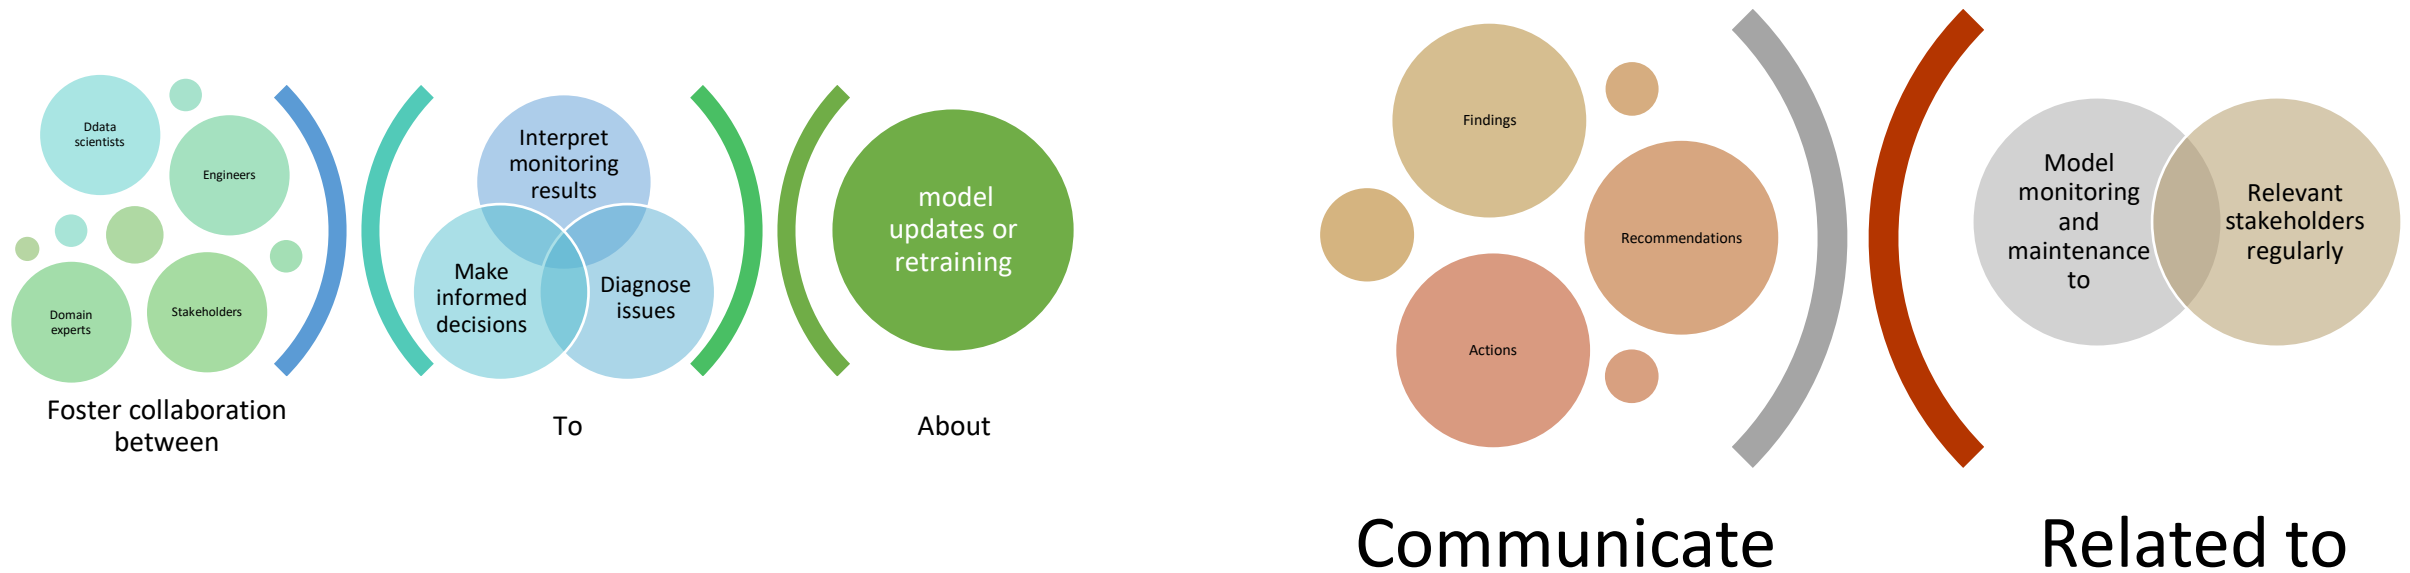 Ddata
scientists
Engineers
Domain
experts
Stakeholders
Foster collaboration
between
Interpret
monitoring
results
Make
informed
decisions
Diagnose
issues
To
model
updates or
retraining
About
Findings
Recommendations
Actions
Communicate
Model
monitoring
and
maintenance
to
Relevant
stakeholders
regularly
Related to